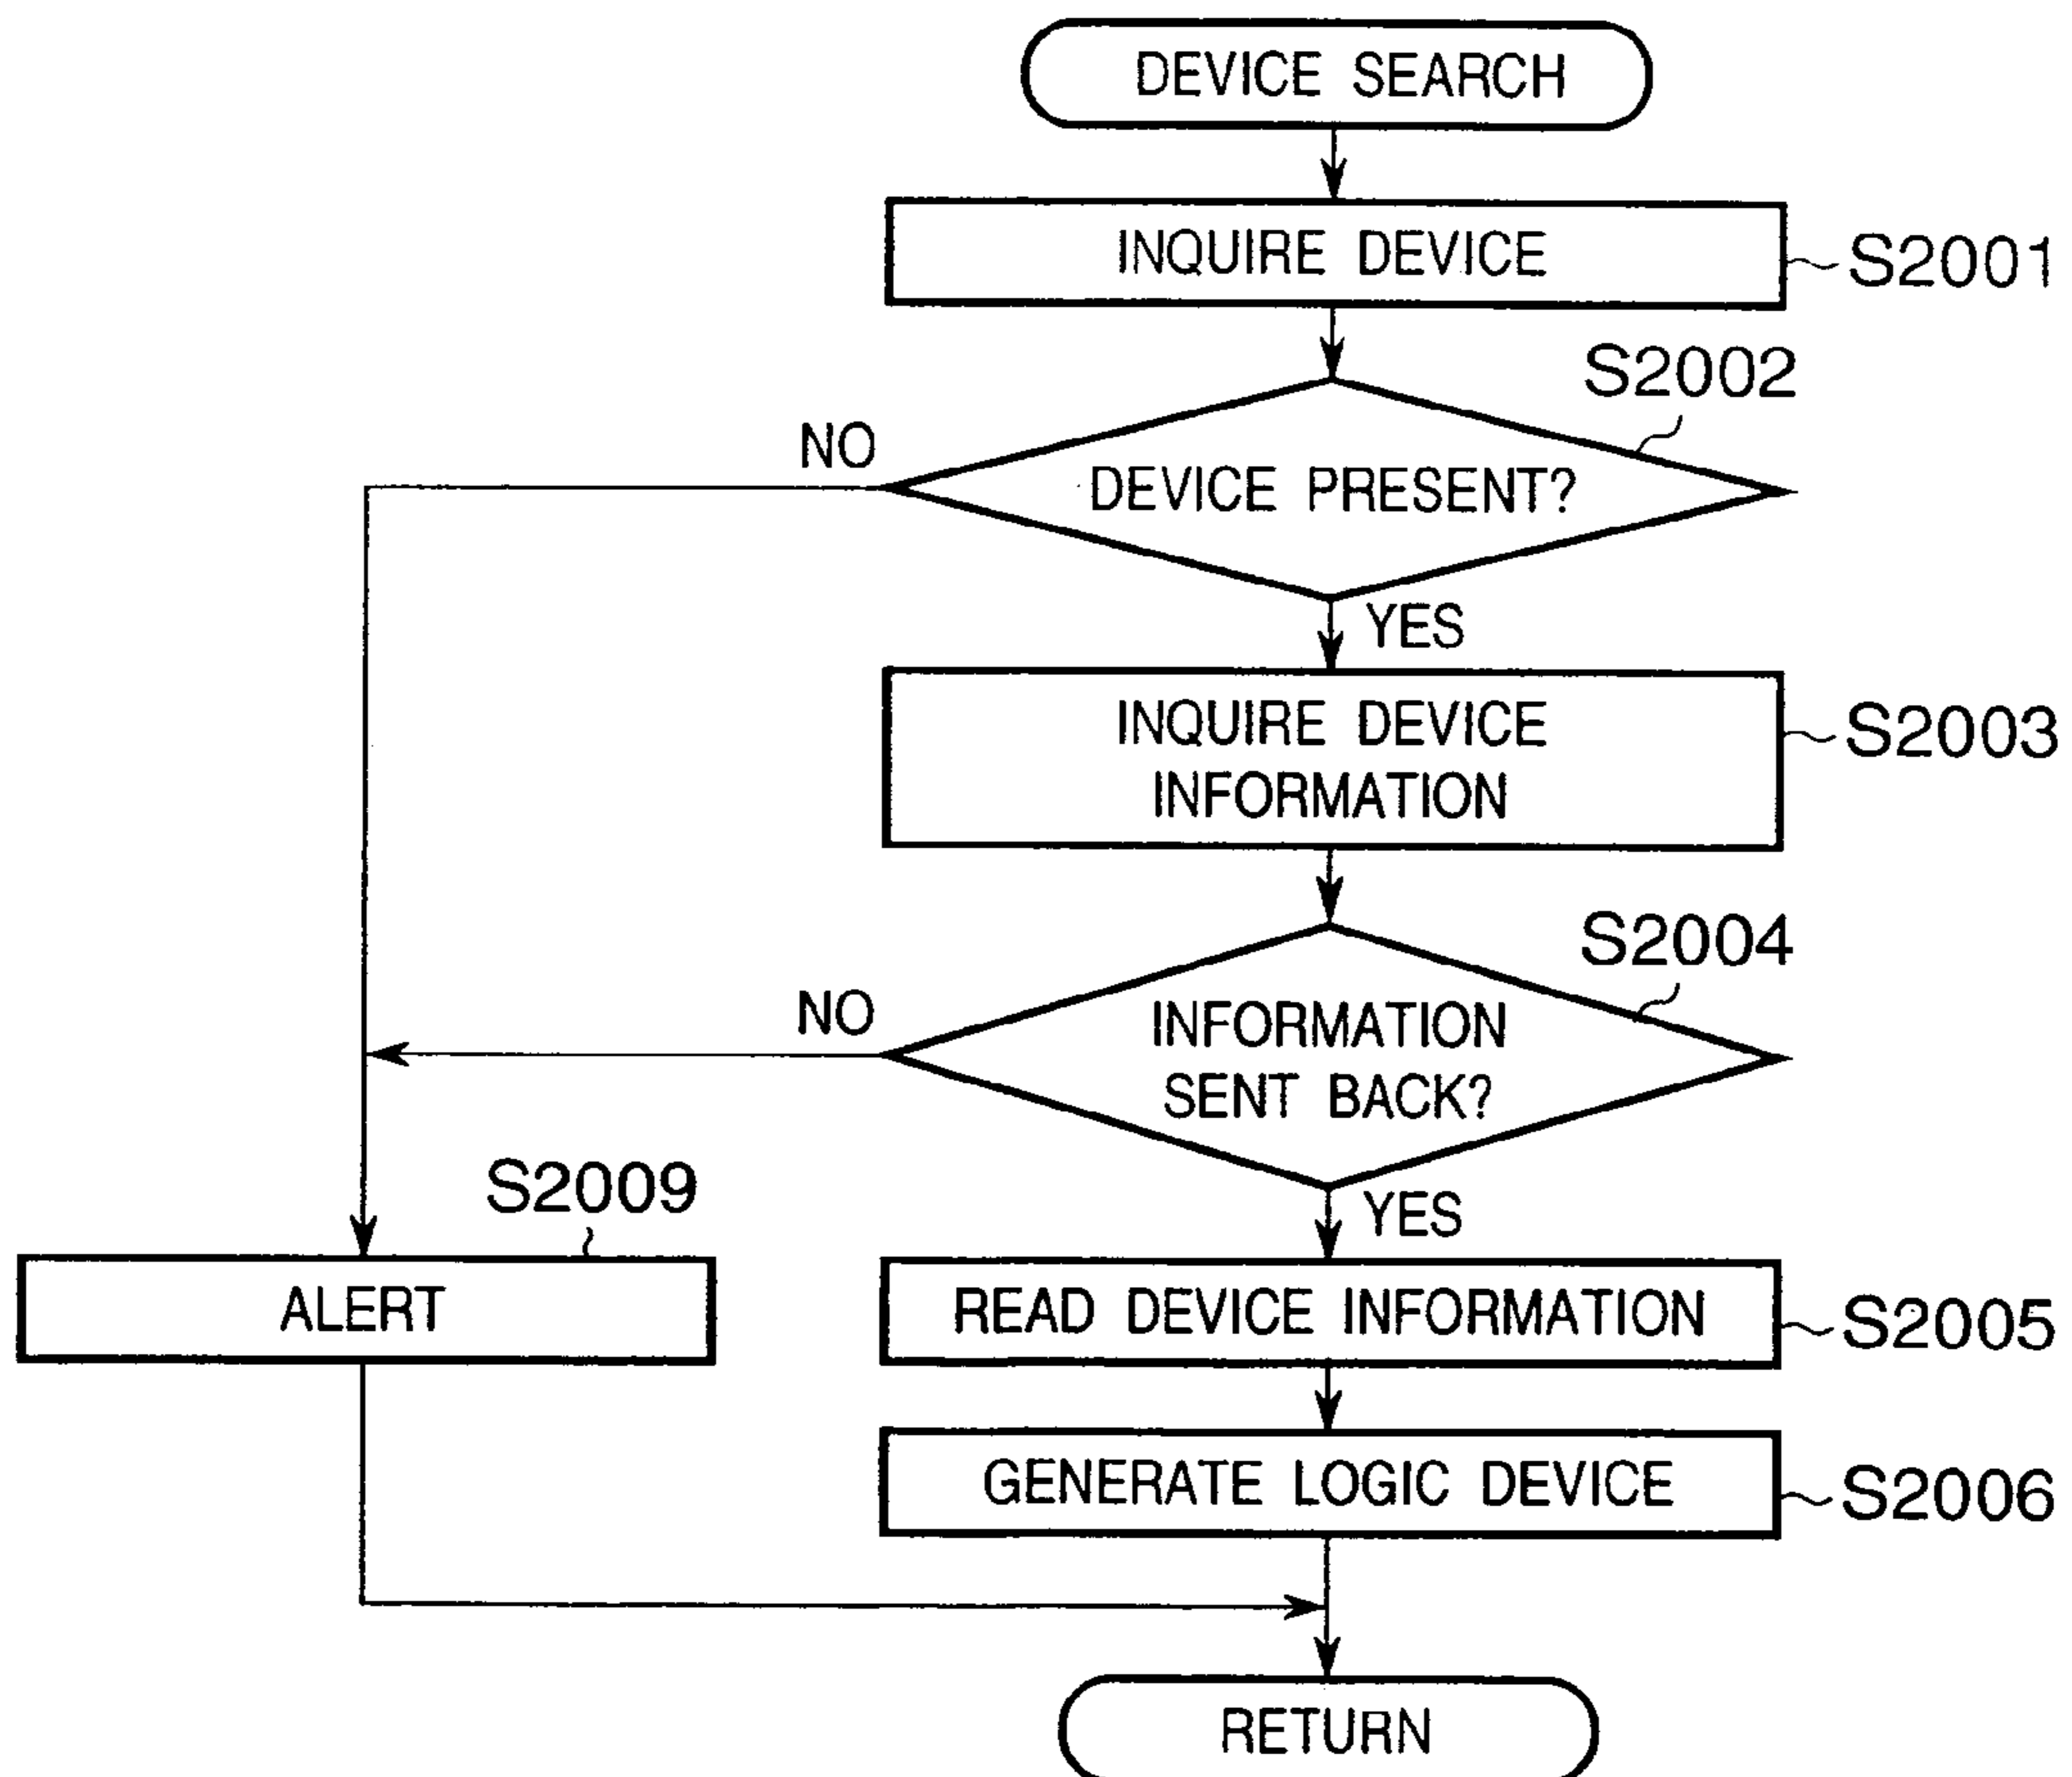 DEVICE SEARCH
INQUIRE DEVICE
S2001
S2002
NO
DEVICE PRESENT?
YES
INQUIRE DEVICE
INFORMATION
S2003
S2004
NO
INFORMATION
SENT BACK?
YES
S2009
ALERT
READ DEVICE INFORMATION
S2005
GENERATE LOGIC DEVICE
S2006
RETURN